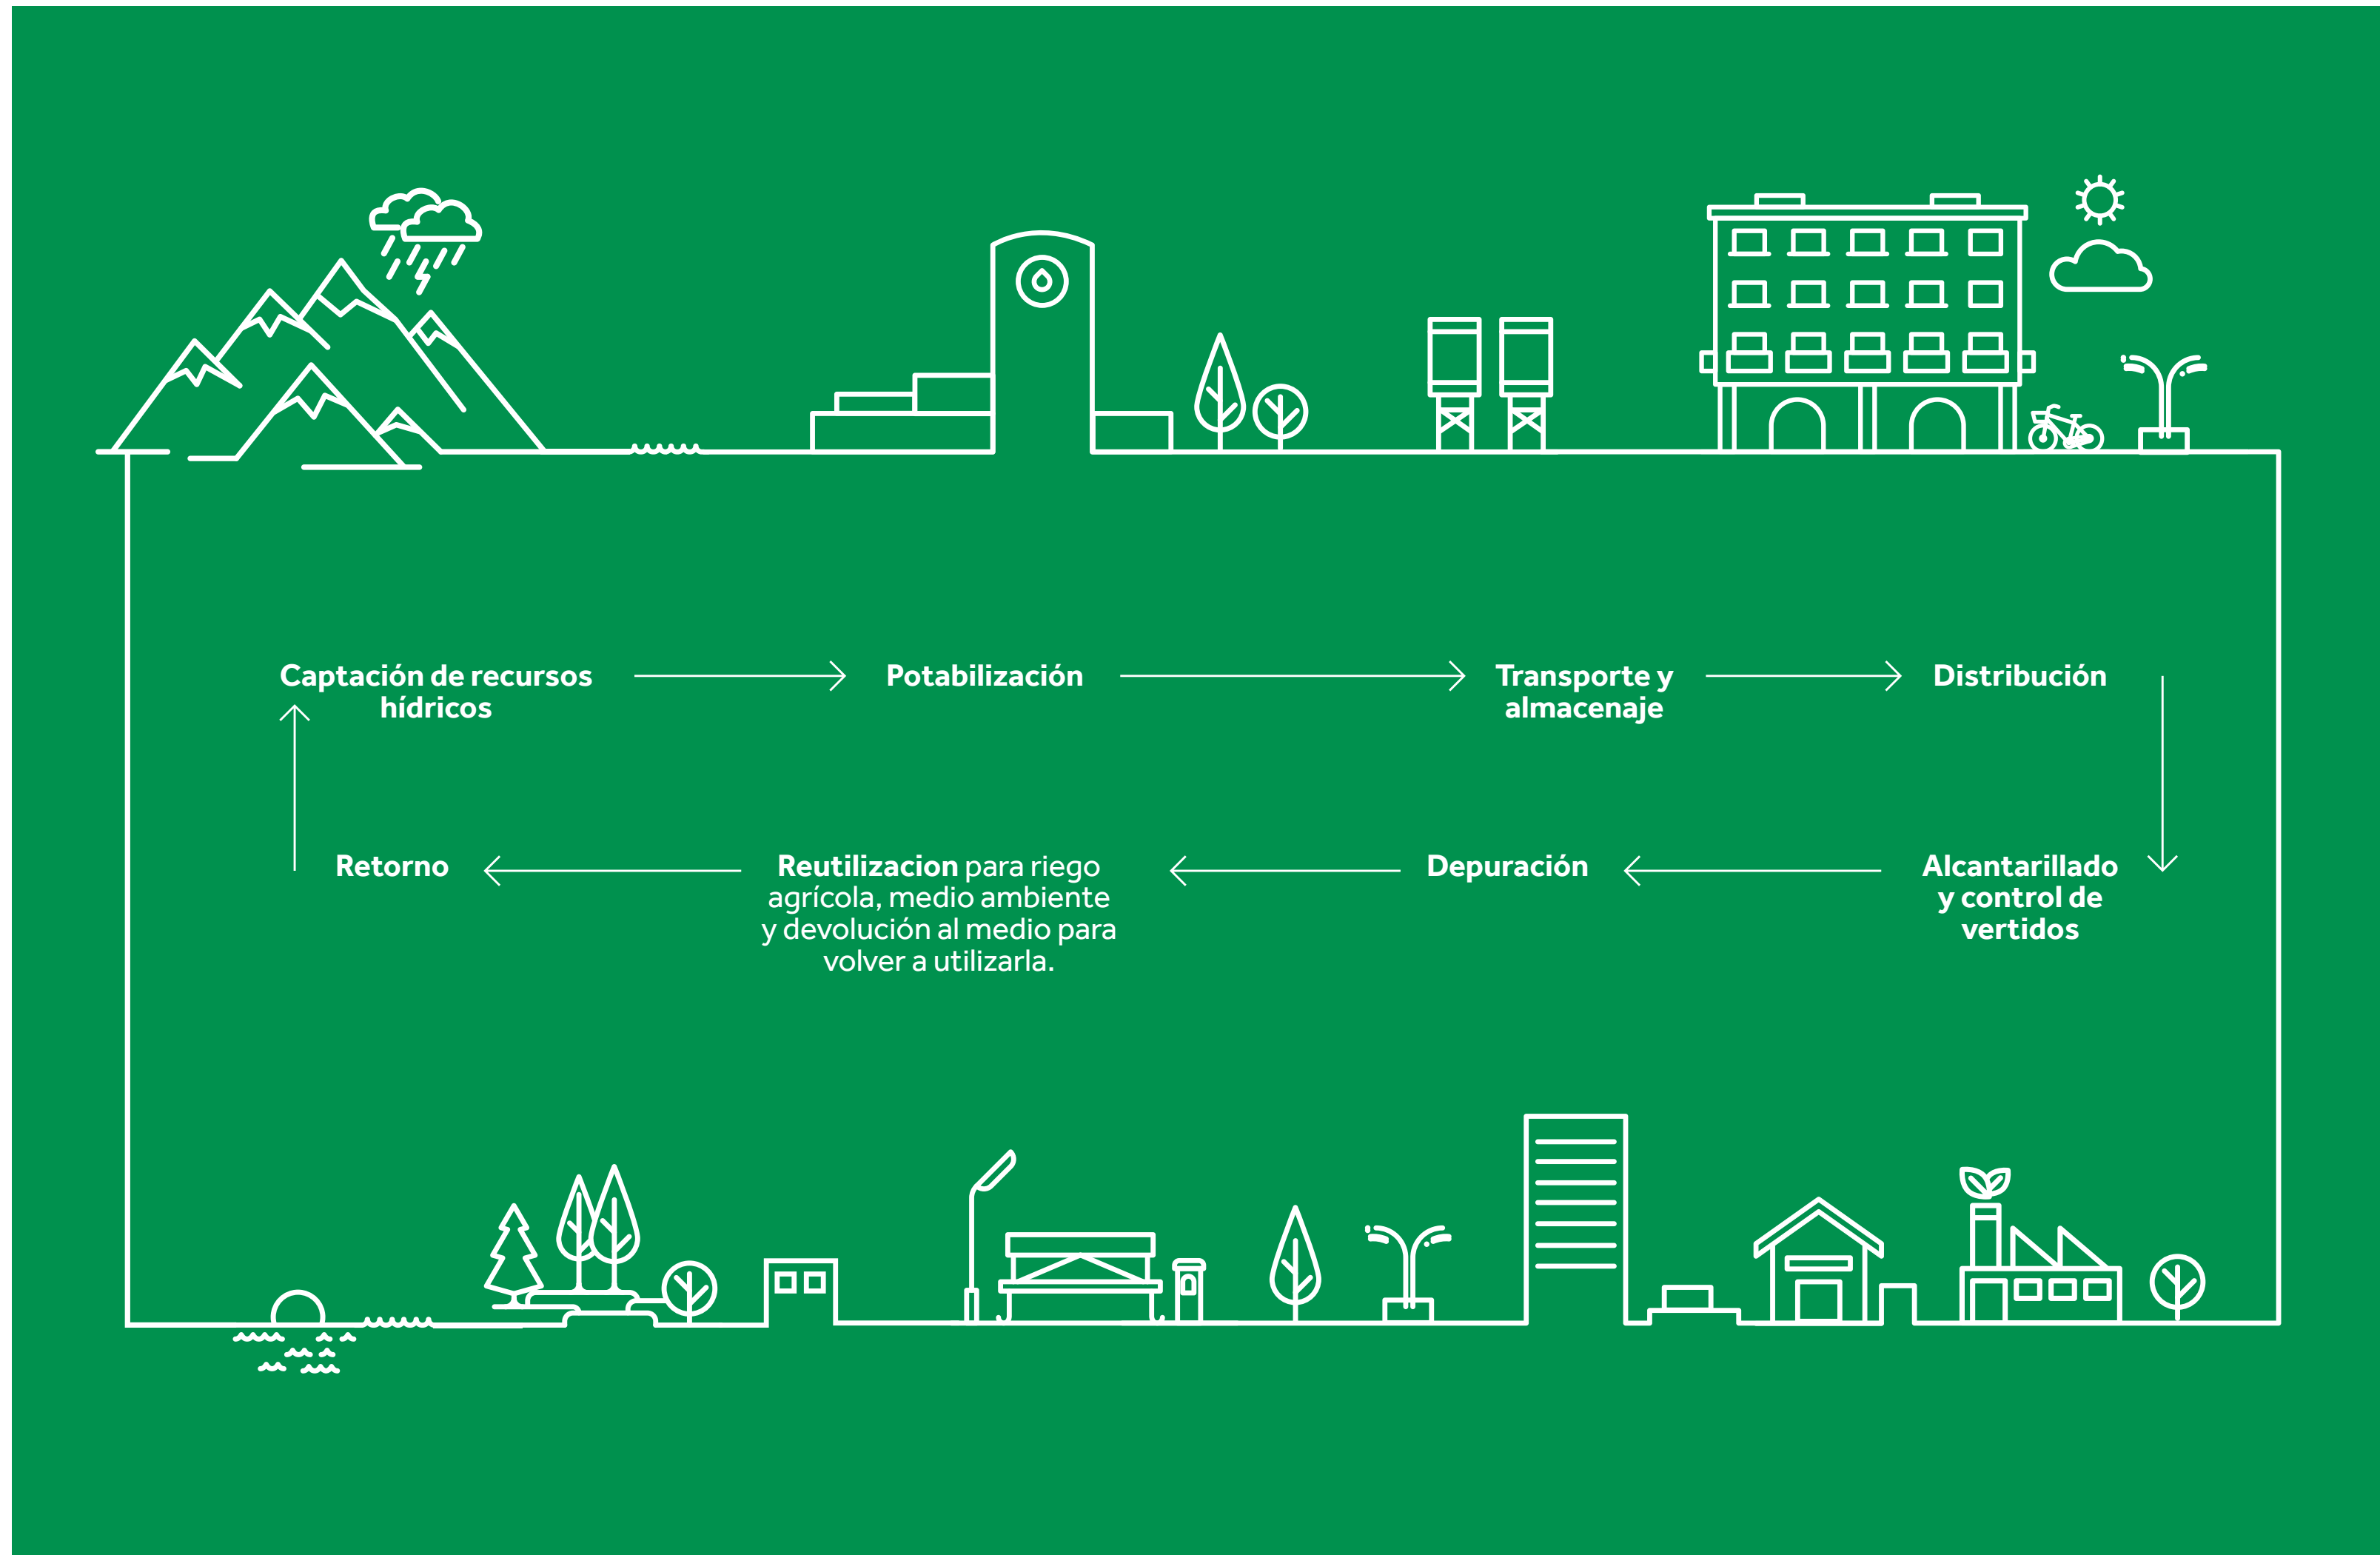 Captación de recursos
hídricos
Potabilización
Transporte y
almacenaje
Distribución
Retorno
Reutilizacion para riego
agrícola, medio ambiente
y devolución al medio para
volver a utilizarla.
Depuración
Alcantarillado
y control de
vertidos